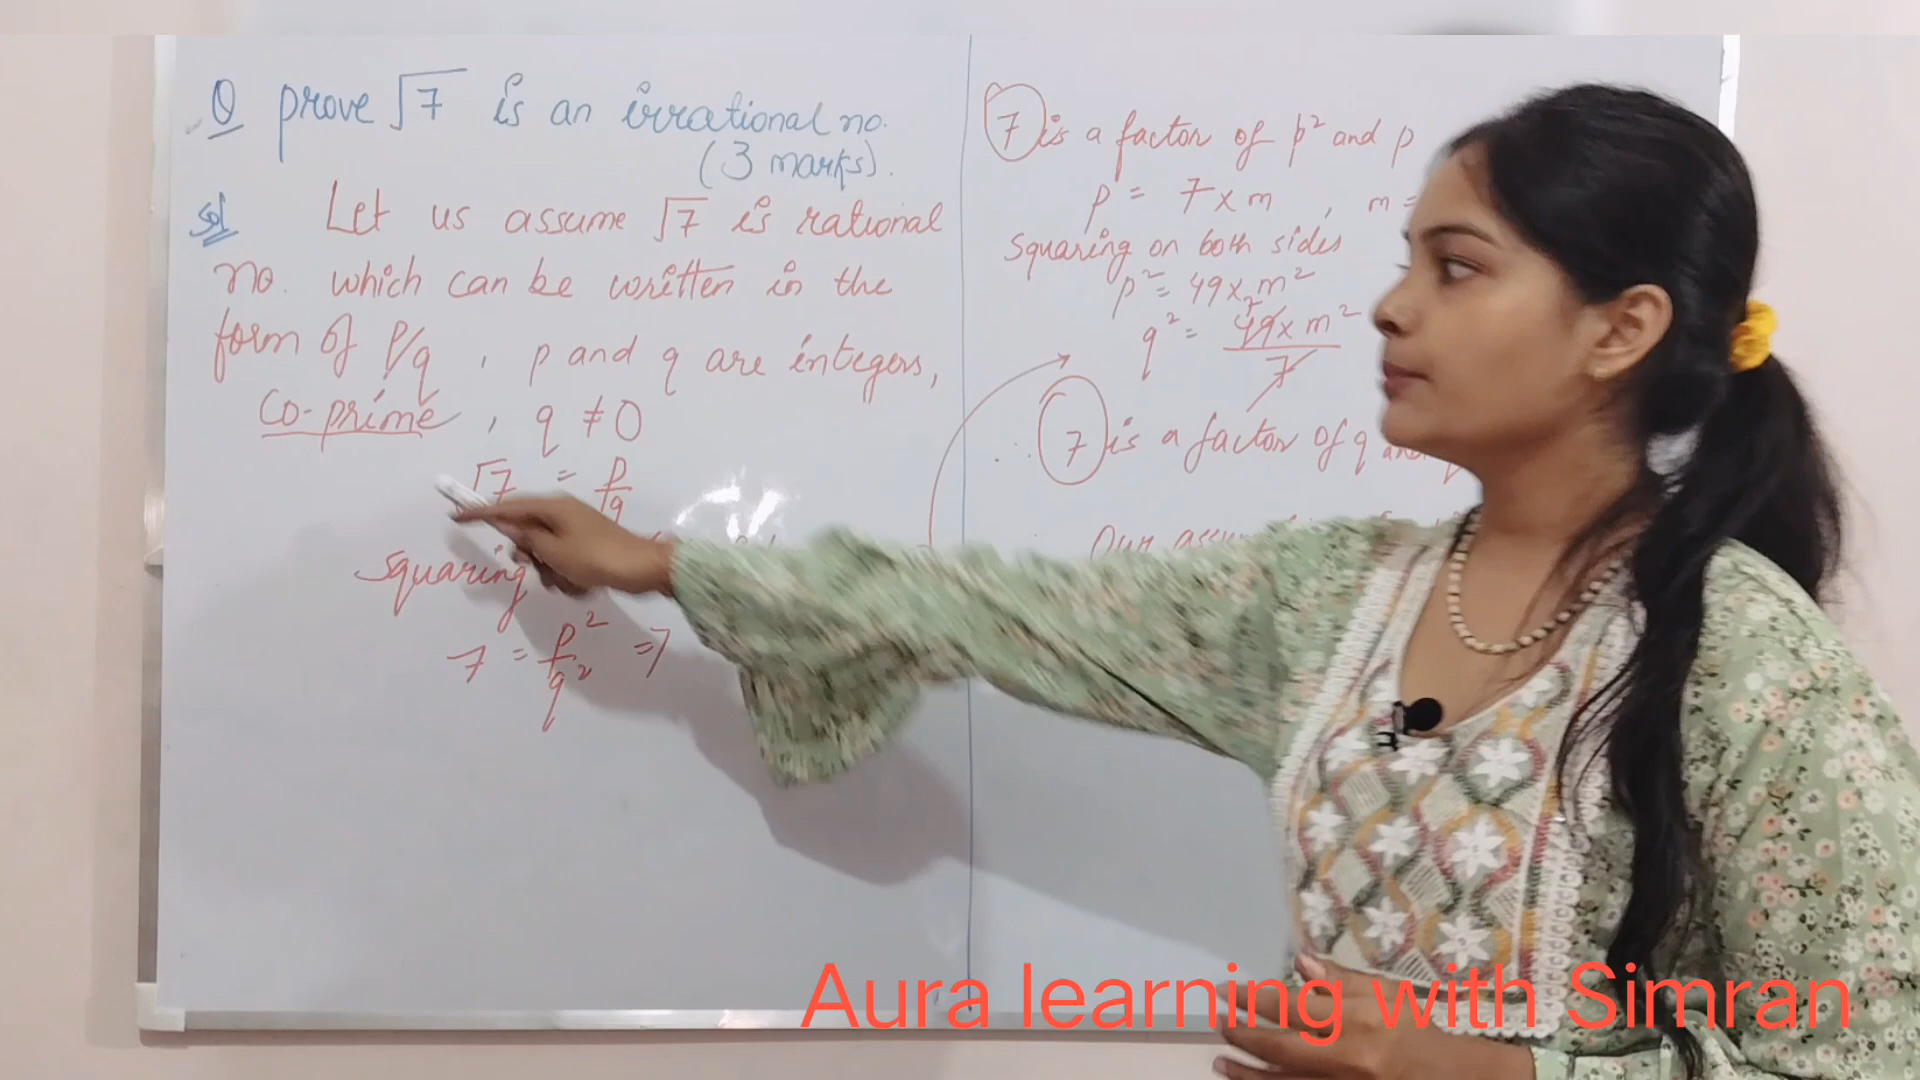 Q prove √7 is an irrational no.
(3 marks).
Sol Let us assume √7 is rational
no. which can be written in the
form of p/q , p and q are integers,
co-prime , q ≠ 0
√7 = p/q
Squaring
7 = p²/q² =>
7 is a factor of p² and p
p = 7 x m , m =
Squaring on both sides
p² = 49 x m²
q² = 49 x m² / 7
7
∴ 7 is a factor of q and
Our
Aura learning with Simran